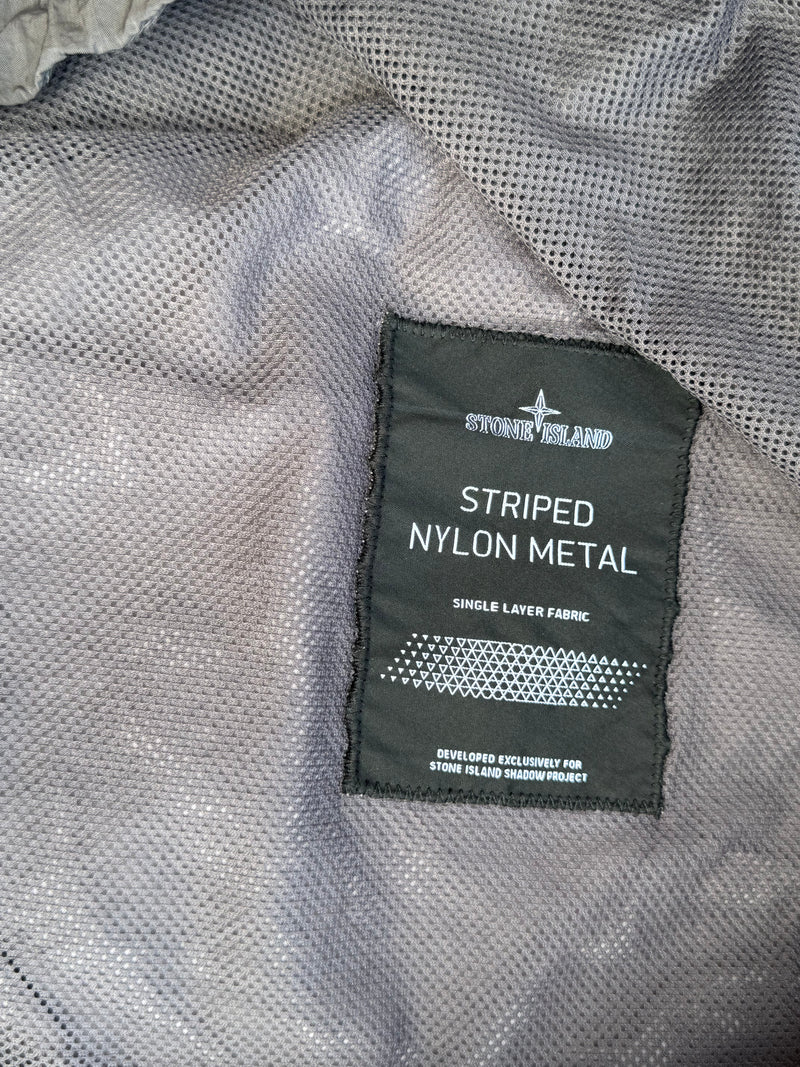 STONE ISLAND
STRIPED
NYLON METAL
SINGLE LAYER FABRIC
DEVELOPED EXCLUSIVELY FOR
STONE ISLAND SHADOW PROJECT